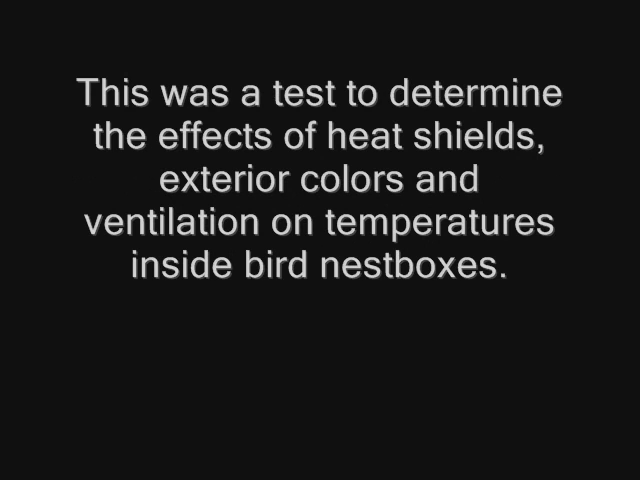 This was a test to determine
the effects of heat shields,
exterior colors and
ventilation on temperatures
inside bird nestboxes.